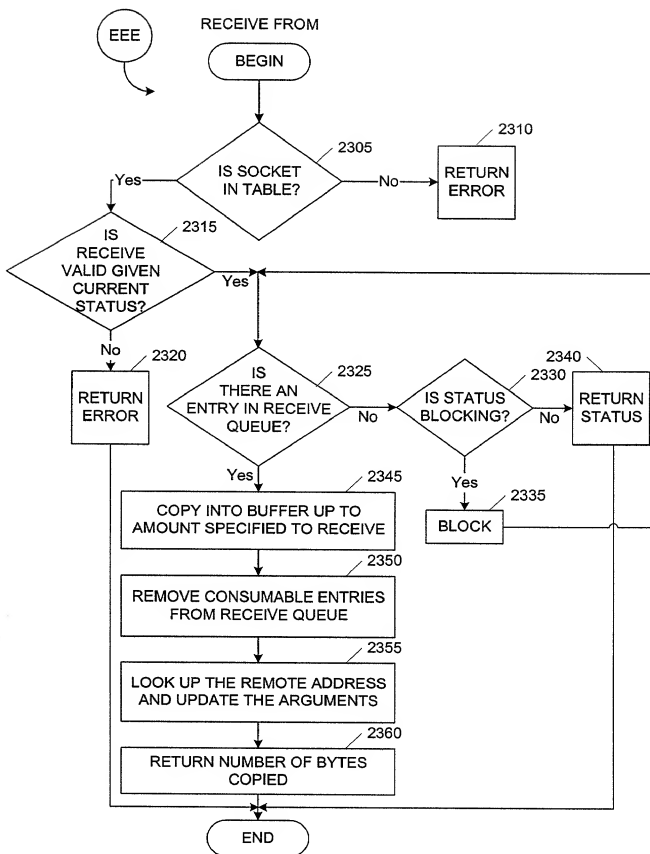 EEE
RECEIVE FROM
BEGIN
2305
IS SOCKET
IN TABLE?
Yes
No
2310
RETURN
ERROR
2315
IS
RECEIVE
VALID GIVEN
CURRENT
STATUS?
Yes
No
2320
RETURN
ERROR
2325
IS
THERE AN
ENTRY IN RECEIVE
QUEUE?
No
Yes
2330
IS STATUS
BLOCKING?
No
Yes
2340
RETURN
STATUS
2335
BLOCK
2345
COPY INTO BUFFER UP TO
AMOUNT SPECIFIED TO RECEIVE
2350
REMOVE CONSUMABLE ENTRIES
FROM RECEIVE QUEUE
2355
LOOK UP THE REMOTE ADDRESS
AND UPDATE THE ARGUMENTS
2360
RETURN NUMBER OF BYTES
COPIED
END